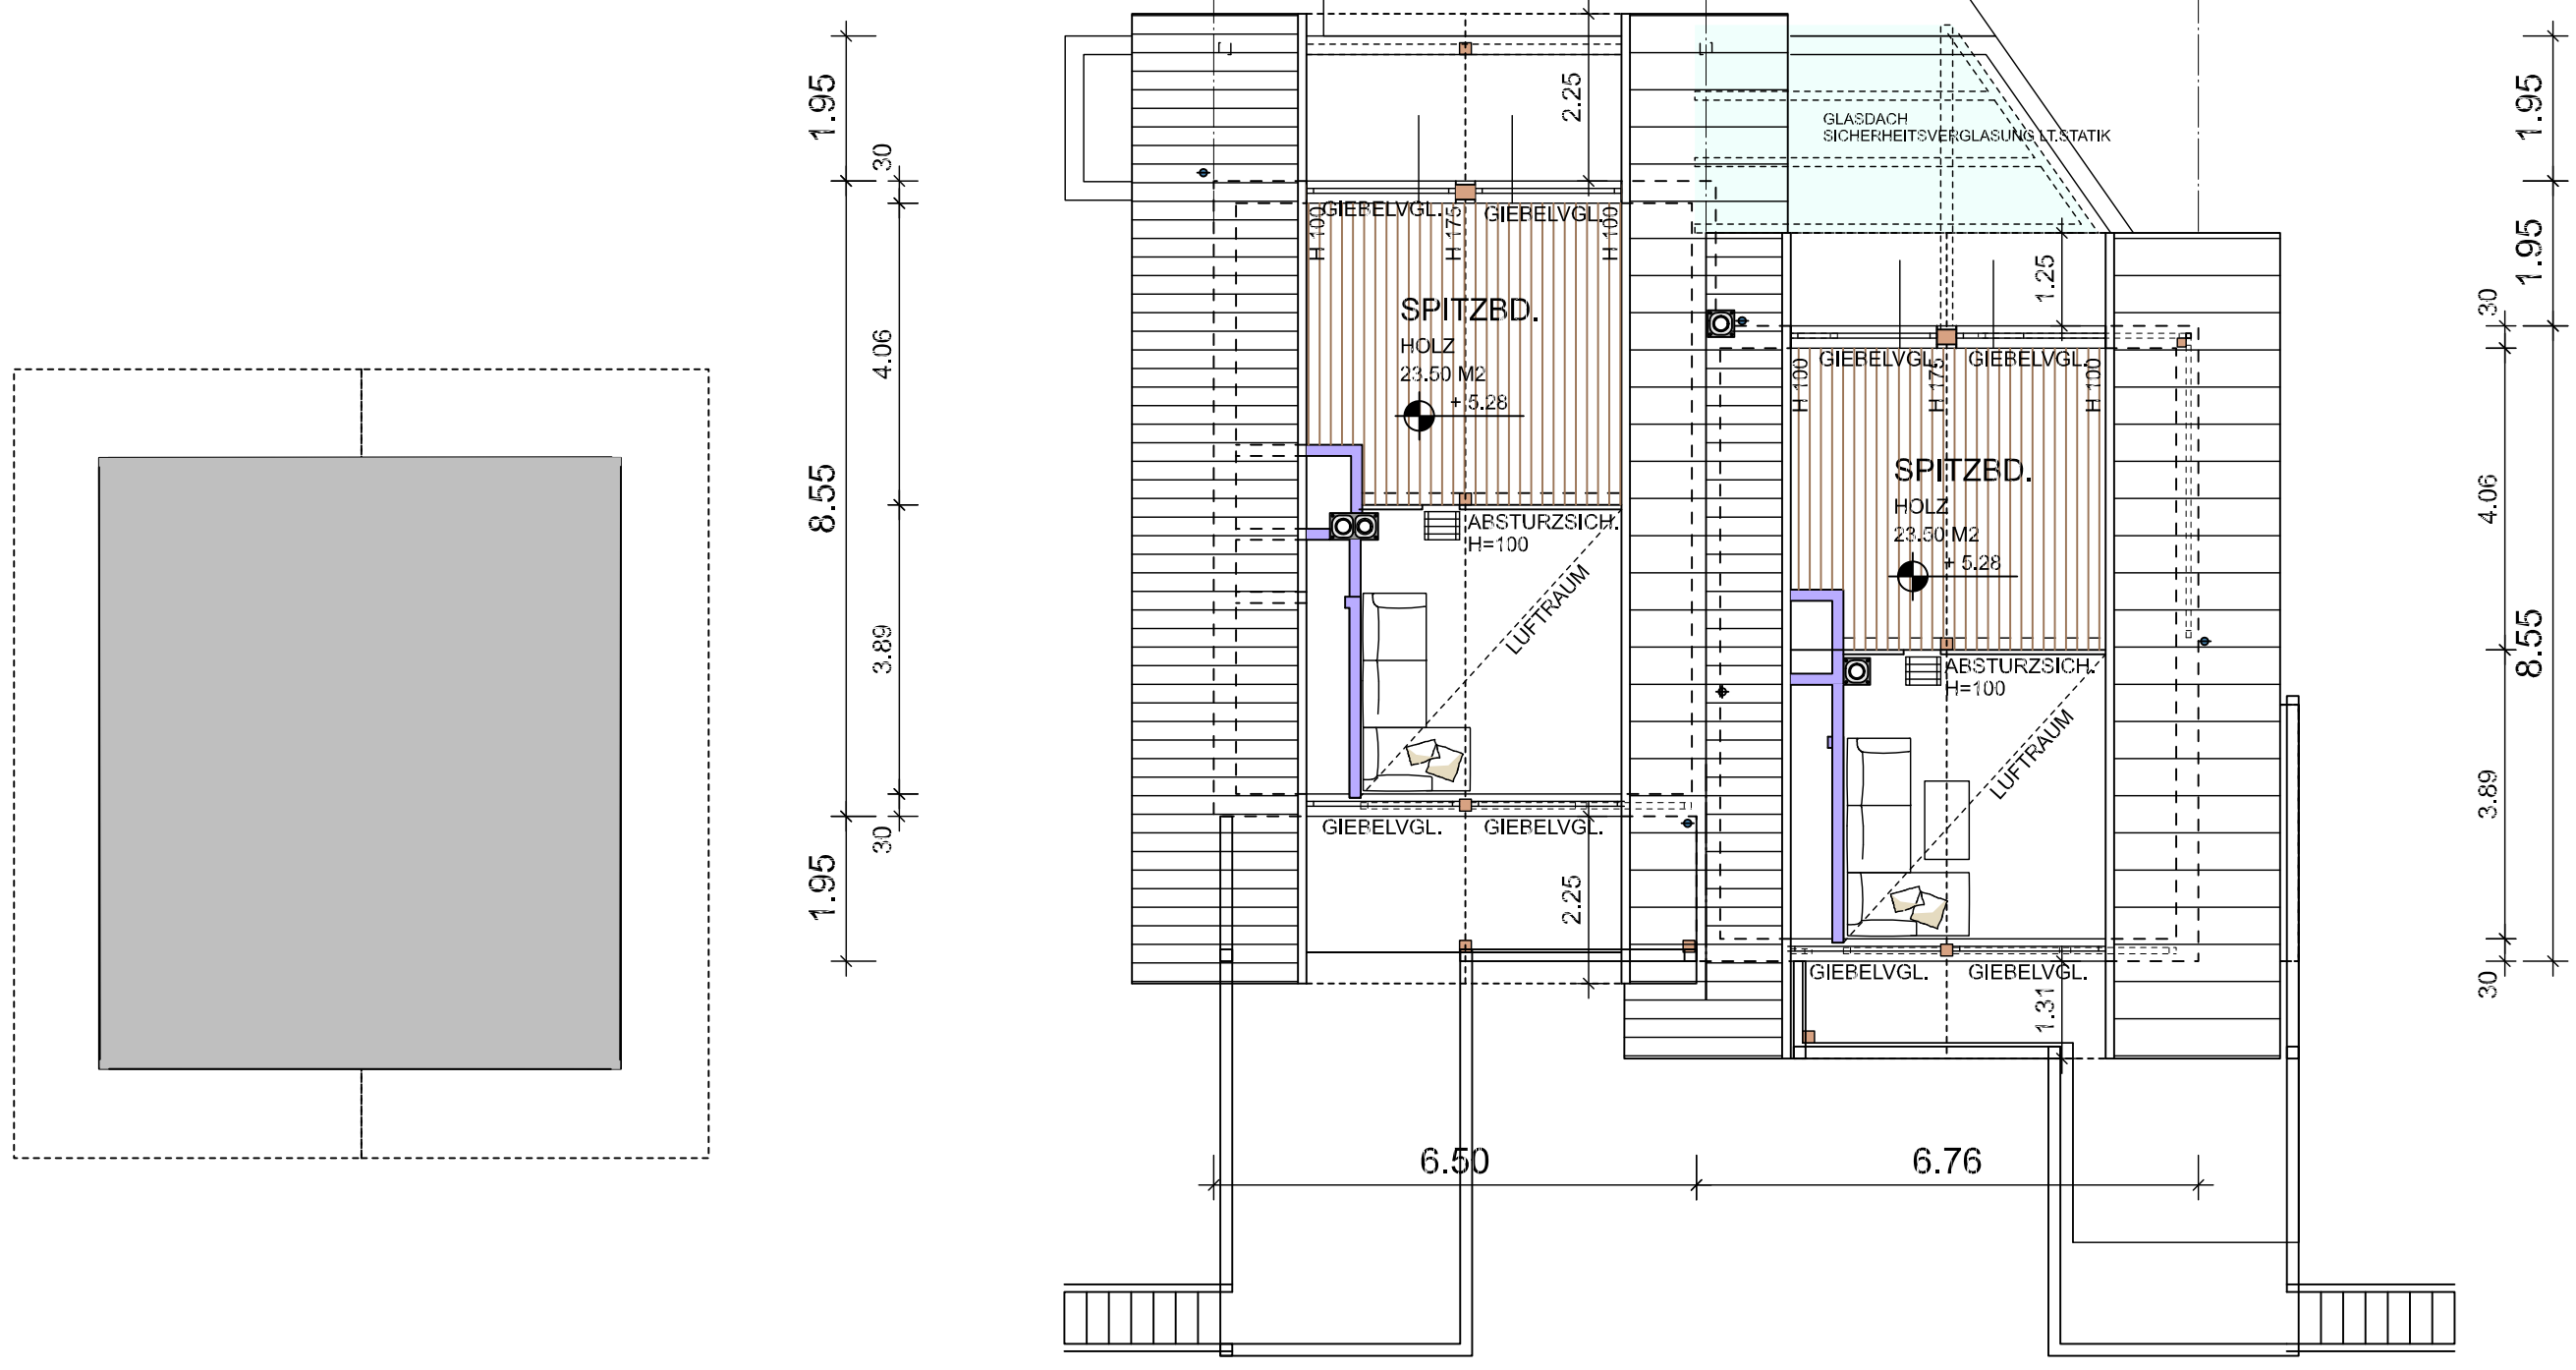 1.95
30
4.06
8.55
3.89
30
1.95
2.25
GIEBELVGL.
GIEBELVGL.
H 100
H 175
H 100
SPITZBD.
HOLZ
23.50 M2
+ 5.28
ABSTURZSICH.
H=100
LUFTRAUM
GIEBELVGL.
GIEBELVGL.
2.25
6.50
GLASDACH
SICHERHEITSVERGLASUNG LT.STATIK
1.25
GIEBELVGL.
GIEBELVGL.
H 100
H 175
H 100
SPITZBD.
HOLZ
23.50 M2
+ 5.28
ABSTURZSICH.
H=100
LUFTRAUM
GIEBELVGL.
GIEBELVGL.
1.31
6.76
1.95
1.95
30
4.06
8.55
3.89
30